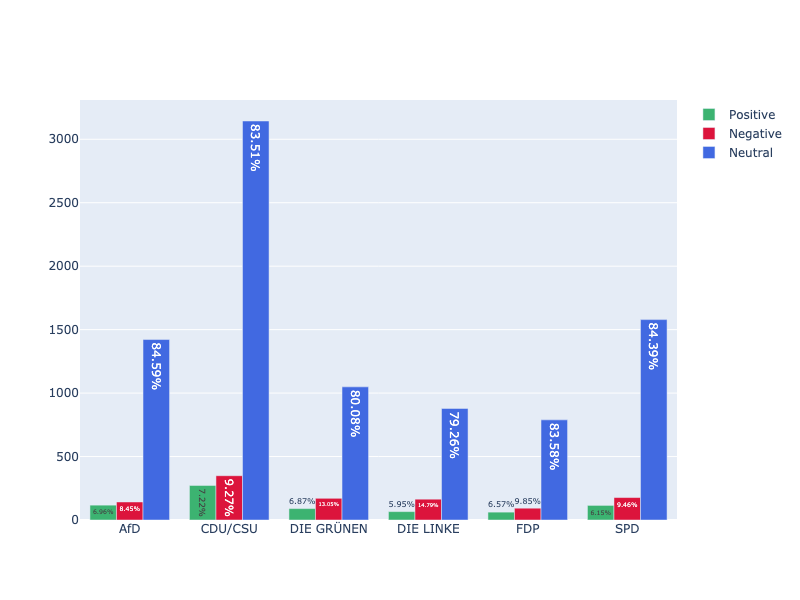 Positive
Negative
Neutral
3000
2500
2000
1500
1000
500
0
6.96%
8.45%
84.59%
7.22%
9.27%
83.51%
6.87%
13.05%
80.08%
5.95%
14.79%
79.26%
6.57%
9.85%
83.58%
6.15%
9.46%
84.39%
AfD
CDU/CSU
DIE GRÜNEN
DIE LINKE
FDP
SPD